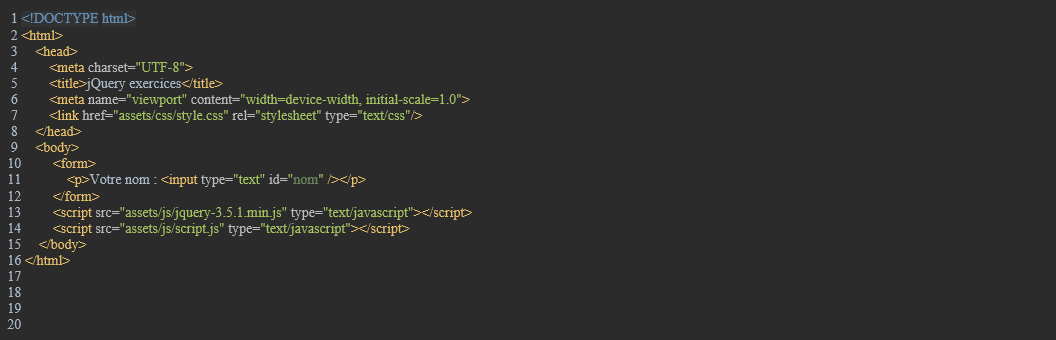 1 <!DOCTYPE html>
2 <html>
3 <head>
4 <meta charset="UTF-8">
5 <title>jQuery exercices</title>
6 <meta name="viewport" content="width=device-width, initial-scale=1.0">
7 <link href="assets/css/style.css" rel="stylesheet" type="text/css"/>
8 </head>
9 <body>
10 <form>
11 <p>Votre nom : <input type="text" id="nom" /></p>
12 </form>
13 <script src="assets/js/jquery-3.5.1.min.js" type="text/javascript"></script>
14 <script src="assets/js/script.js" type="text/javascript"></script>
15 </body>
16 </html>
17
18
19
20